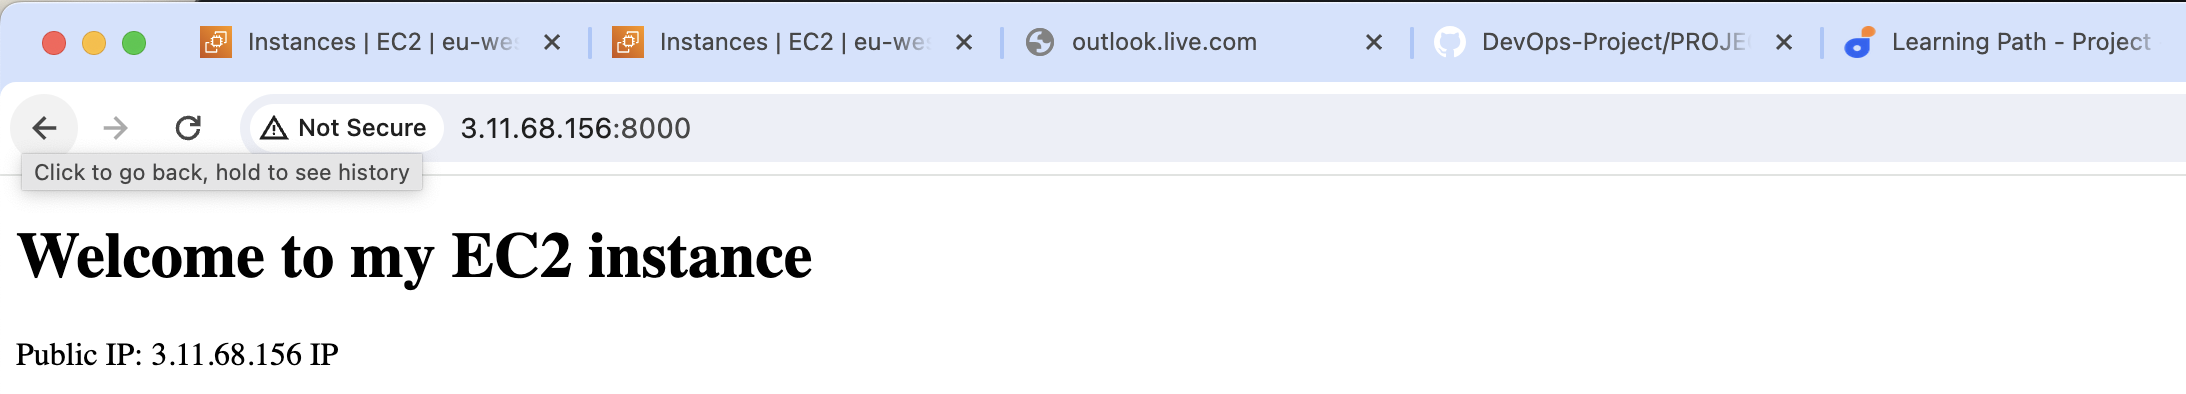 Instances | EC2 | eu-wes
Instances | EC2 | eu-wes
outlook.live.com
DevOps-Project/PROJE
Learning Path - Project
Not Secure
3.11.68.156:8000
Click to go back, hold to see history
Welcome to my EC2 instance
Public IP: 3.11.68.156 IP